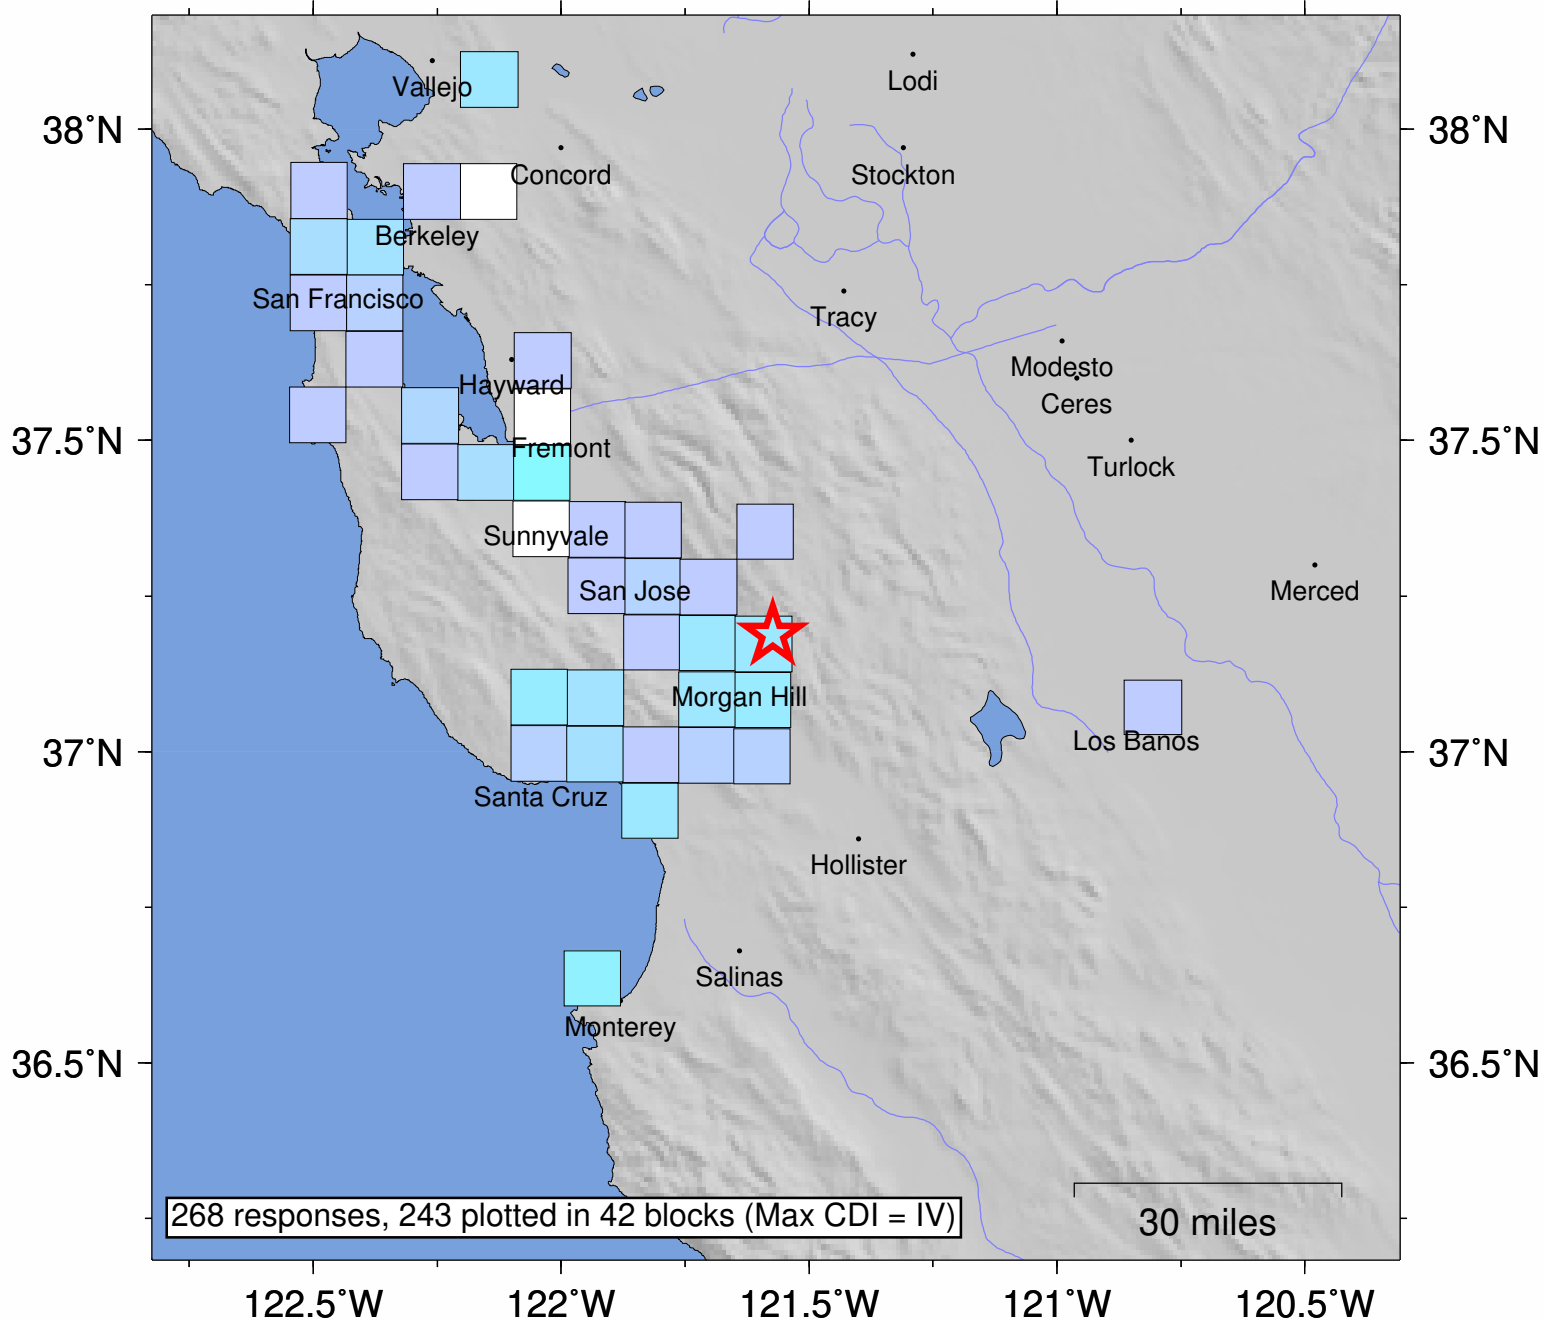 Lodi
Vallejo
38˚N
38˚N
Concord
Stockton
Berkeley
San Francisco
Tracy
Modesto
Hayward
Ceres
37.5˚N
37.5˚N
Fremont
Turlock
Sunnyvale
San Jose
Merced
Morgan Hill
Los Banos
37˚N
37˚N
Santa Cruz
Hollister
Salinas
Monterey
36.5˚N
36.5˚N
268 responses, 243 plotted in 42 blocks (Max CDI = IV)
30 miles
122.5˚W
122˚W
121.5˚W
121˚W
120.5˚W